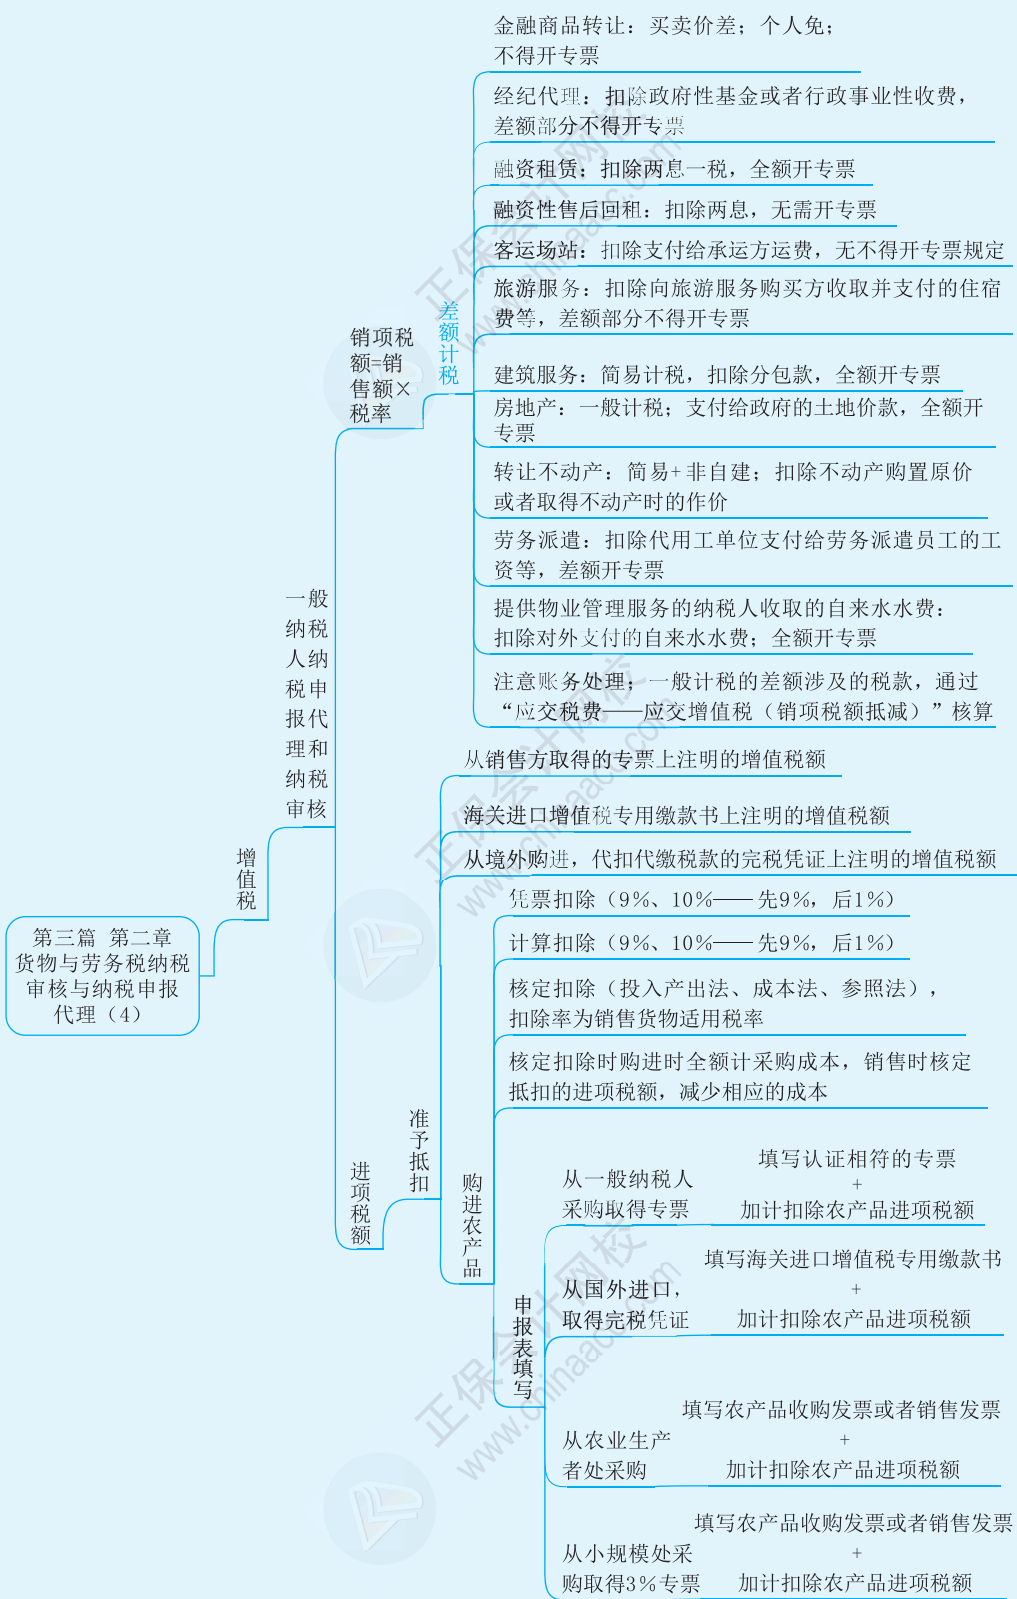 第三篇 第二章
货物与劳务税纳税
审核与纳税申报
代理（4）
增值税
一般
纳税
人纳
税申
报代
理和
纳税
审核
销项税
额=销
售额×
税率
差额计税
金融商品转让：买卖价差；个人免；
不得开专票
经纪代理：扣除政府性基金或者行政事业性收费，
差额部分不得开专票
融资租赁：扣除两息一税，全额开专票
融资性售后回租：扣除两息，无需开专票
客运场站：扣除支付给承运方运费，无不得开专票规定
旅游服务：扣除向旅游服务购买方收取并支付的住宿
费等，差额部分不得开专票
建筑服务：简易计税，扣除分包款，全额开专票
房地产：一般计税；支付给政府的土地价款，全额开
专票
转让不动产：简易+非自建；扣除不动产购置原价
或者取得不动产时的作价
劳务派遣：扣除代用工单位支付给劳务派遣员工的工
资等，差额开专票
提供物业管理服务的纳税人收取的自来水水费：
扣除对外支付的自来水水费；全额开专票
注意账务处理；一般计税的差额涉及的税款，通过
“应交税费——应交增值税（销项税额抵减）”核算
进项税额
准予抵扣
从销售方取得的专票上注明的增值税额
海关进口增值税专用缴款书上注明的增值税额
从境外购进，代扣代缴税款的完税凭证上注明的增值税额
购进农产品
凭票扣除（9%、10%——先9%，后1%）
计算扣除（9%、10%——先9%，后1%）
核定扣除（投入产出法、成本法、参照法），
扣除率为销售货物适用税率
核定扣除时购进时全额计采购成本，销售时核定
抵扣的进项税额，减少相应的成本
申报表填写
从一般纳税人
采购取得专票
填写认证相符的专票
+
加计扣除农产品进项税额
从国外进口，
取得完税凭证
填写海关进口增值税专用缴款书
+
加计扣除农产品进项税额
从农业生产
者处采购
填写农产品收购发票或者销售发票
+
加计扣除农产品进项税额
从小规模处采
购取得3%专票
填写农产品收购发票或者销售发票
+
加计扣除农产品进项税额
正保会计网校
www.chinaacc.com
正保会计网校
www.chinaacc.com
正保会计网校
www.chinaacc.com